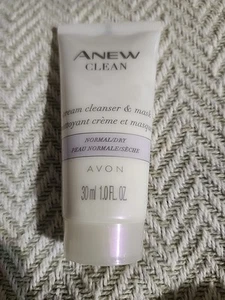 ANEW
CLEAN
cream cleanser & mask
nettoyant crème et masque
NORMAL/DRY
PEAU NORMALE/SÈCHE
AVON
30 ml 1.0 FL. OZ.